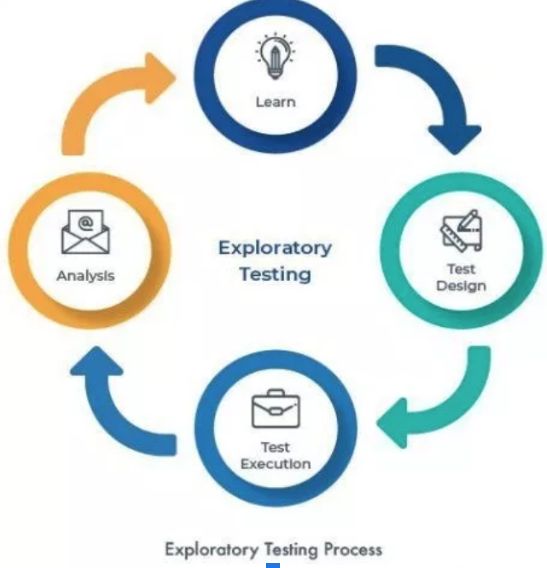 Learn
@
Analysis
Exploratory
Testing
Test
Design
Test
Execution
Exploratory Testing Process